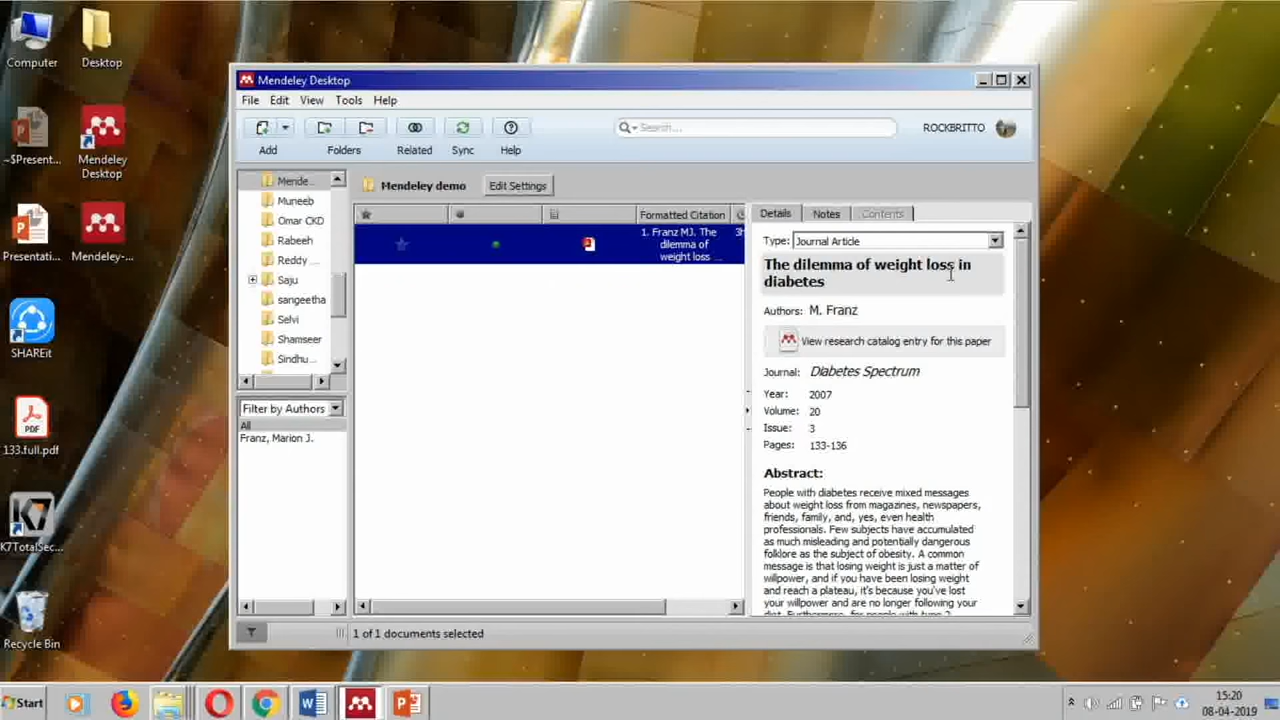 Computer
Desktop
~$Present...
Mendeley
Desktop
Presentati...
Mendeley-...
SHAREit
PDF
133.full.pdf
K7TotalSec...
Recycle Bin
Mendeley Desktop
File Edit View Tools Help
Add Folders Related Sync Help
Search...
ROCKBRITTO
Mende...
Muneeb
Omar CKD
Rabeeh
Reddy ...
Saju
sangeetha
Selvi
Shamseer
Sindhu...
Filter by Authors
All
Franz, Marion J.
Mendeley demo Edit Settings
Formatted Citation
1. Franz MJ. The
dilemma of
weight loss ...
1 of 1 documents selected
Details Notes Contents
Type: Journal Article
The dilemma of weight loss in
diabetes
Authors: M. Franz
View research catalog entry for this paper
Journal: Diabetes Spectrum
Year: 2007
Volume: 20
Issue: 3
Pages: 133-136
Abstract:
People with diabetes receive mixed messages
about weight loss from magazines, newspapers,
friends, family, and, yes, even health
professionals. Few subjects have accumulated
as much misleading and potentially dangerous
folklore as the subject of obesity. A common
message is that losing weight is just a matter of
willpower, and if you have been losing weight
and reach a plateau, it's because you've lost
your willpower and are no longer following your
diet. Furthermore, for people with type 2
Start
15:20
08-04-2019